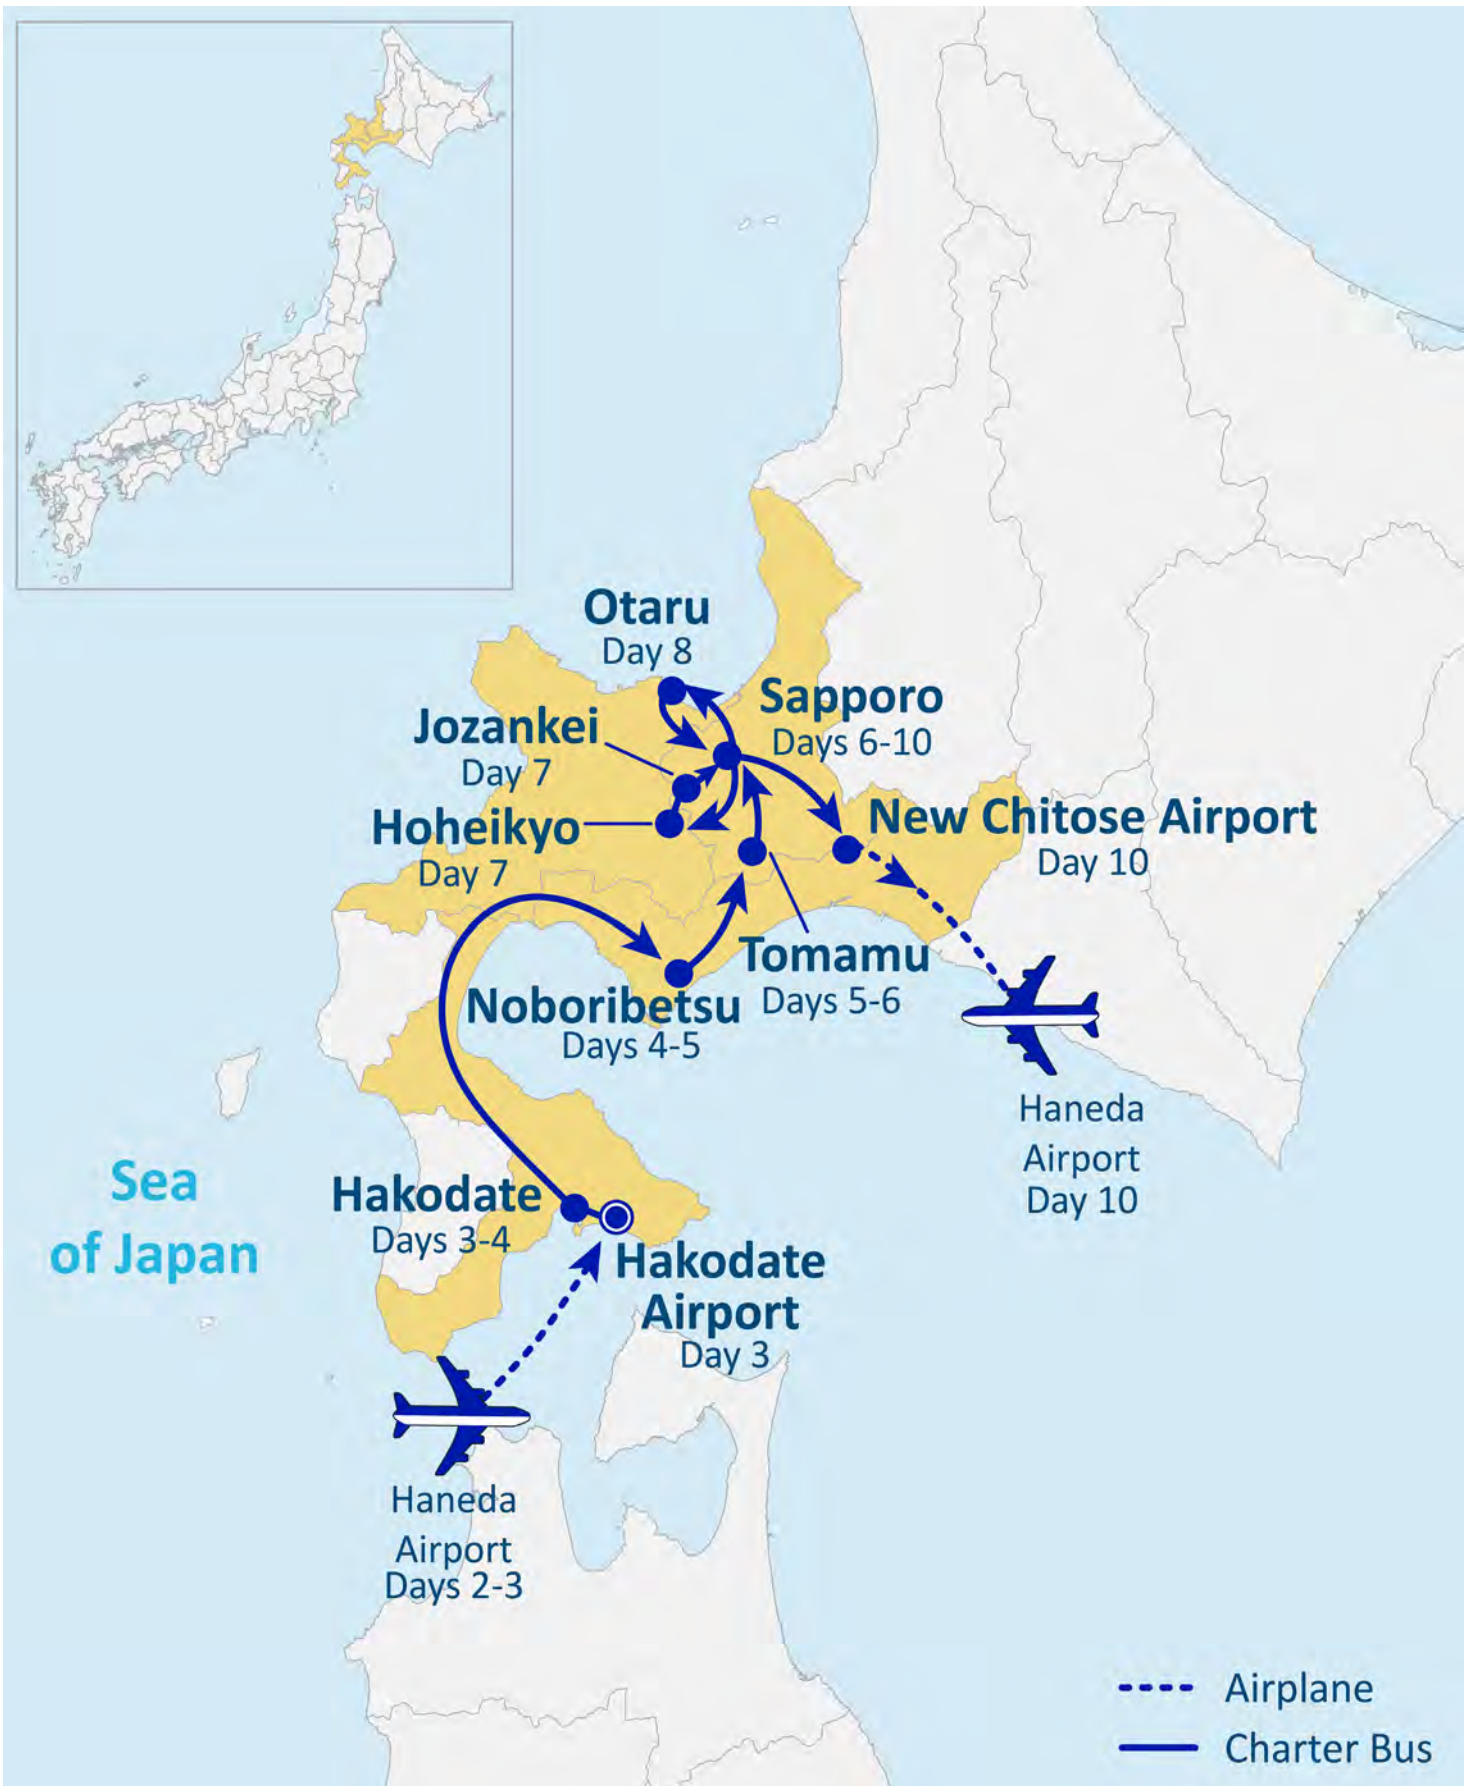 Otaru
Day 8
Sapporo
Days 6-10
Jozankei
Day 7
Hoheikyo
Day 7
New Chitose Airport
Day 10
Tomamu
Days 5-6
Noboribetsu
Days 4-5
Haneda
Airport
Day 10
Sea
of Japan
Hakodate
Days 3-4
Hakodate
Airport
Day 3
Haneda
Airport
Days 2-3
Airplane
Charter Bus